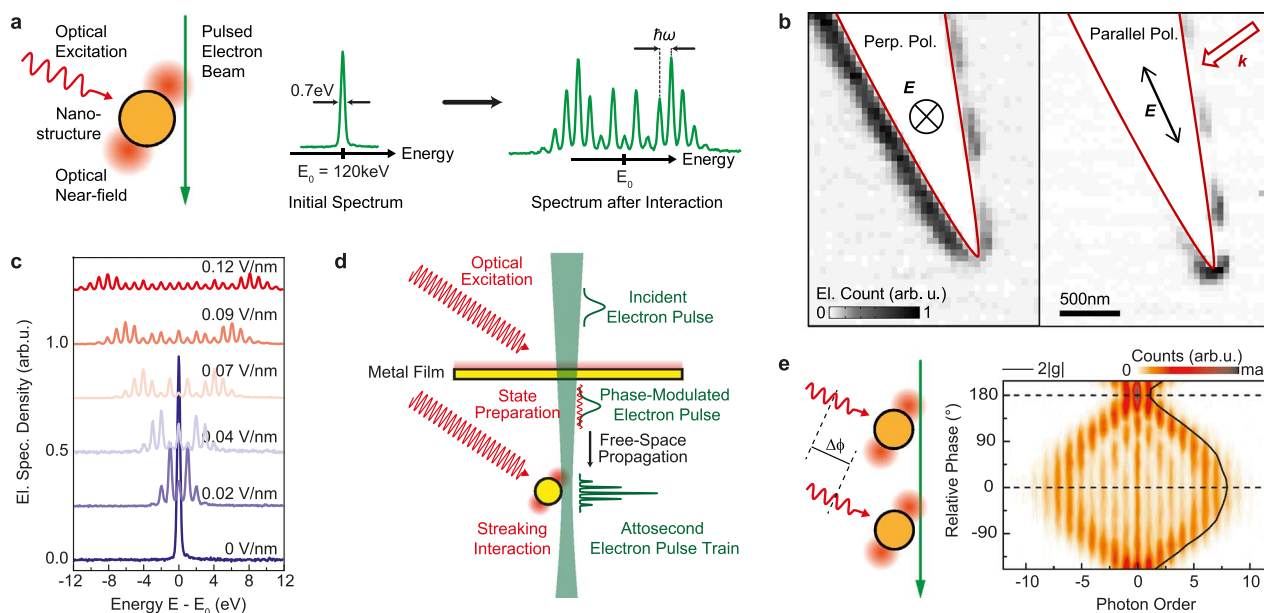 a
Optical
Excitation
Pulsed
Electron
Beam
Nano-
structure
Optical
Near-field
0.7eV
Energy
E0 = 120keV
Initial Spectrum
ℏω
Energy
E0
Spectrum after Interaction
b
Perp. Pol.
E
El. Count (arb. u.)
0 1
Parallel Pol.
k
E
500nm
c
El. Spec. Density (arb.u.)
1.0
0.5
0.0
0.12 V/nm
0.09 V/nm
0.07 V/nm
0.04 V/nm
0.02 V/nm
0 V/nm
-12 -8 -4 0 4 8 12
Energy E - E0 (eV)
d
Optical
Excitation
Incident
Electron Pulse
Metal Film
State
Preparation
Phase-Modulated
Electron Pulse
Free-Space
Propagation
Streaking
Interaction
Attosecond
Electron Pulse Train
e
Δϕ
2|g|
Counts (arb.u.)
0 ma
Relative Phase (°)
180
90
0
-90
-10 -5 0 5 10
Photon Order